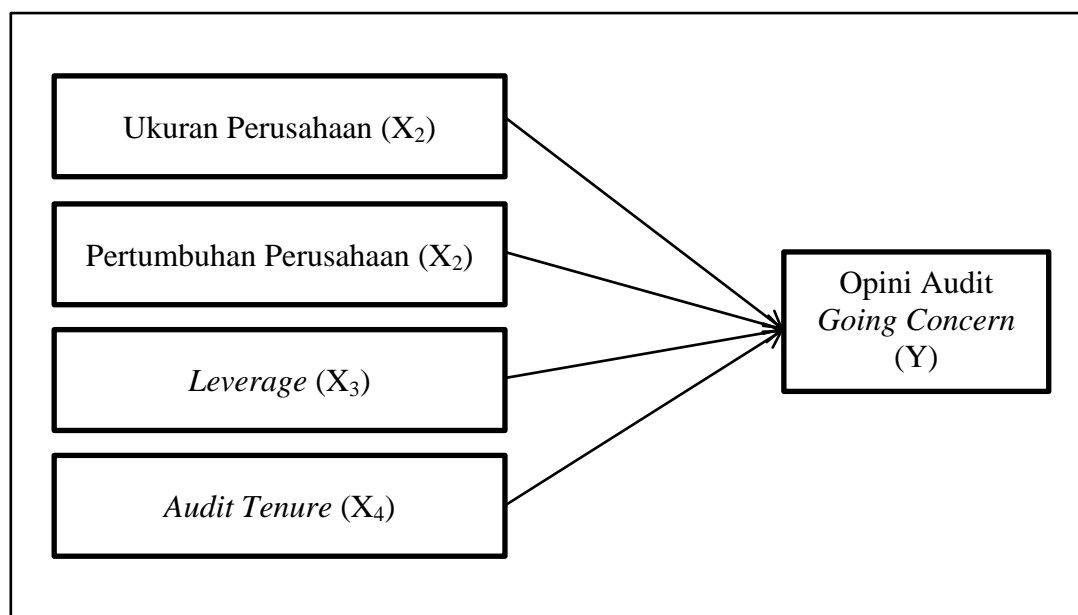 Ukuran Perusahaan (X₂)
Pertumbuhan Perusahaan (X₂)
Leverage (X₃)
Audit Tenure (X₄)
Opini Audit
Going Concern
(Y)